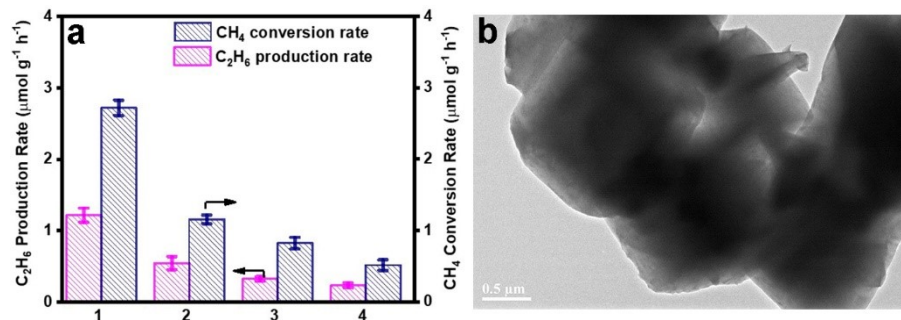 a
CH₄ conversion rate
C₂H₆ production rate
C₂H₆ Production Rate (μmol g⁻¹ h⁻¹)
4
3
2
1
0
1
2
3
4
4
3
2
1
0
CH₄ Conversion Rate (μmol g⁻¹ h⁻¹)
b
0.5 μm